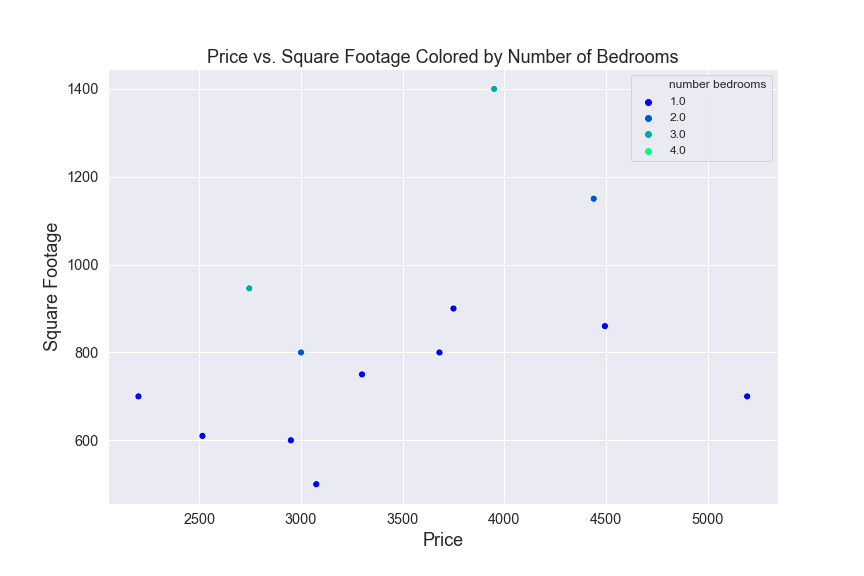 Price vs. Square Footage Colored by Number of Bedrooms
number bedrooms
1.0
2.0
3.0
4.0
1400
1200
1000
800
600
Square Footage
2500 3000 3500 4000 4500 5000
Price